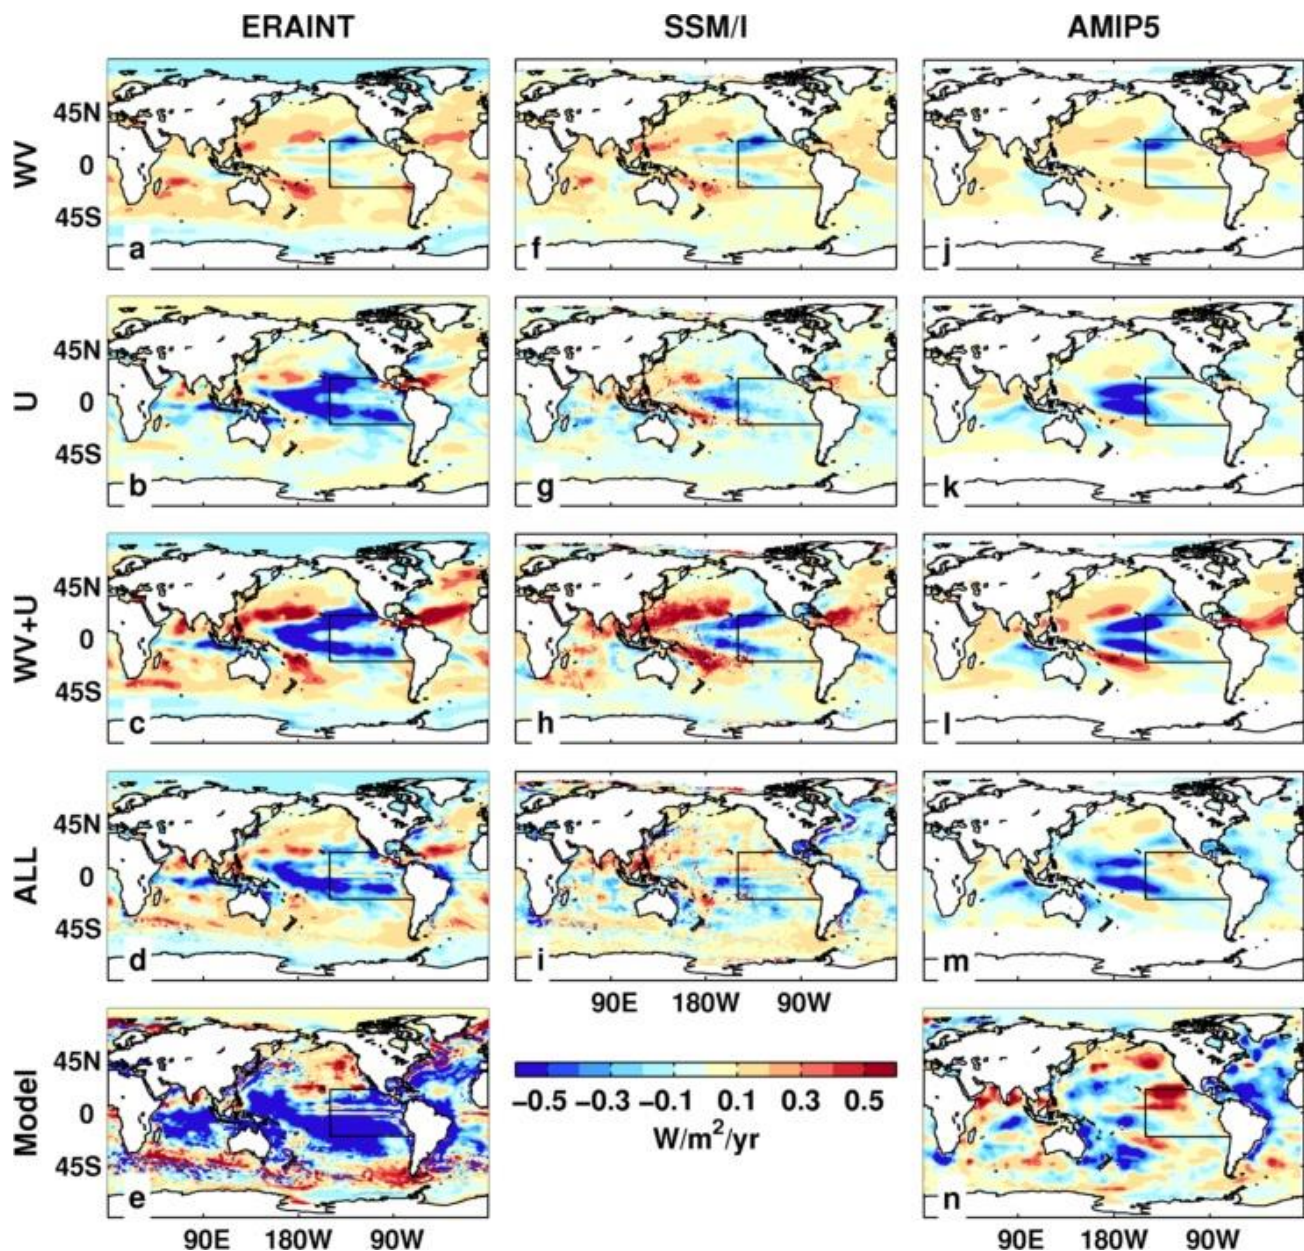 ERAINT SSM/I AMIP5
WV 45N 0 45S a f j
U 45N 0 45S b g k
WV+U 45N 0 45S c h l
ALL 45N 0 45S d i m
90E 180W 90W
Model 45N 0 45S e n
−0.5 −0.3 −0.1 0.1 0.3 0.5
W/m²/yr
90E 180W 90W 90E 180W 90W